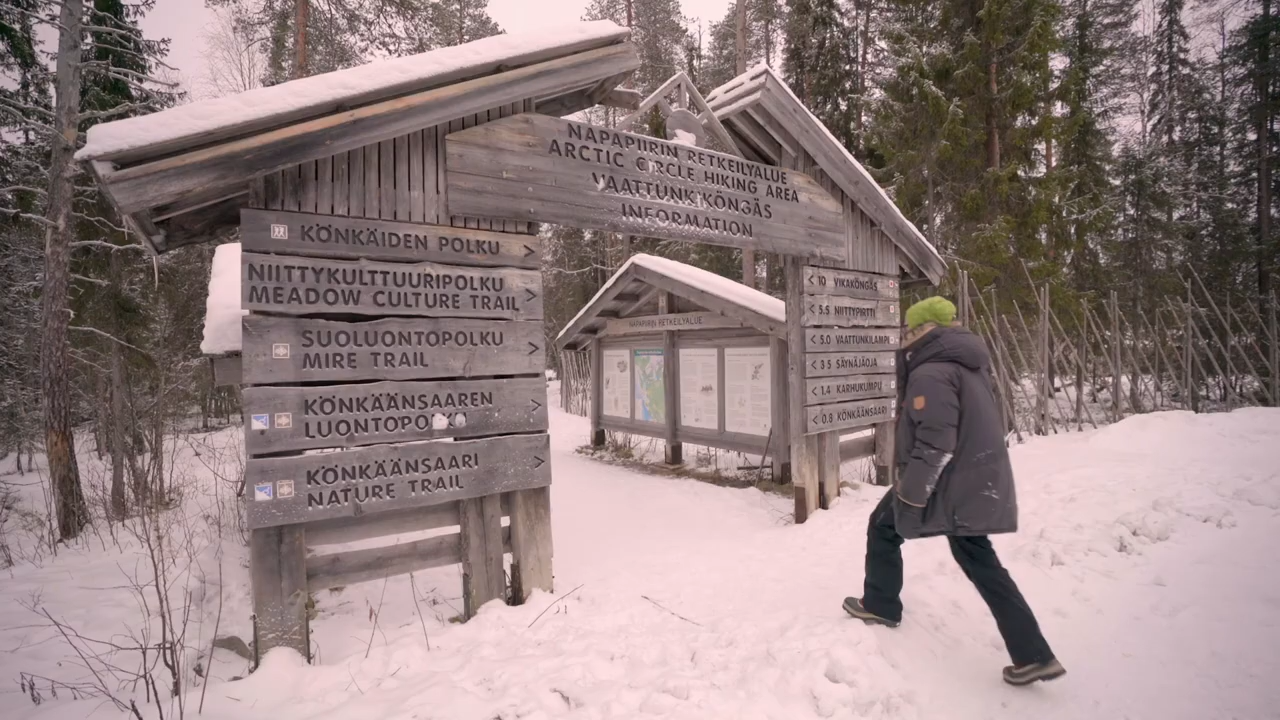 NAPAPIIRIN RETKEILYALUE
ARCTIC CIRCLE HIKING AREA
VAATTUNKIKÖNGÄS
INFORMATION
KÖNKÄIDEN POLKU >
NIITTYKULTTUURIPOLKU
MEADOW CULTURE TRAIL >
SUOLUONTOPOLKU
MIRE TRAIL >
KÖNKÄÄNSAAREN
LUONTOPOLKU >
KÖNKÄÄNSAARI
NATURE TRAIL >
NAPAPIIRIN RETKEILYALUE
< 10 VIKAKÖNGÄS
< 5.5 NIITTYPIRTTI
< 5.0 VAATTUNKILAMPI
< 3.5 SÄYNÄJÄOJA
< 1.4 KARHUKUMPU
< 0.8 KÖNKÄÄNSAARI